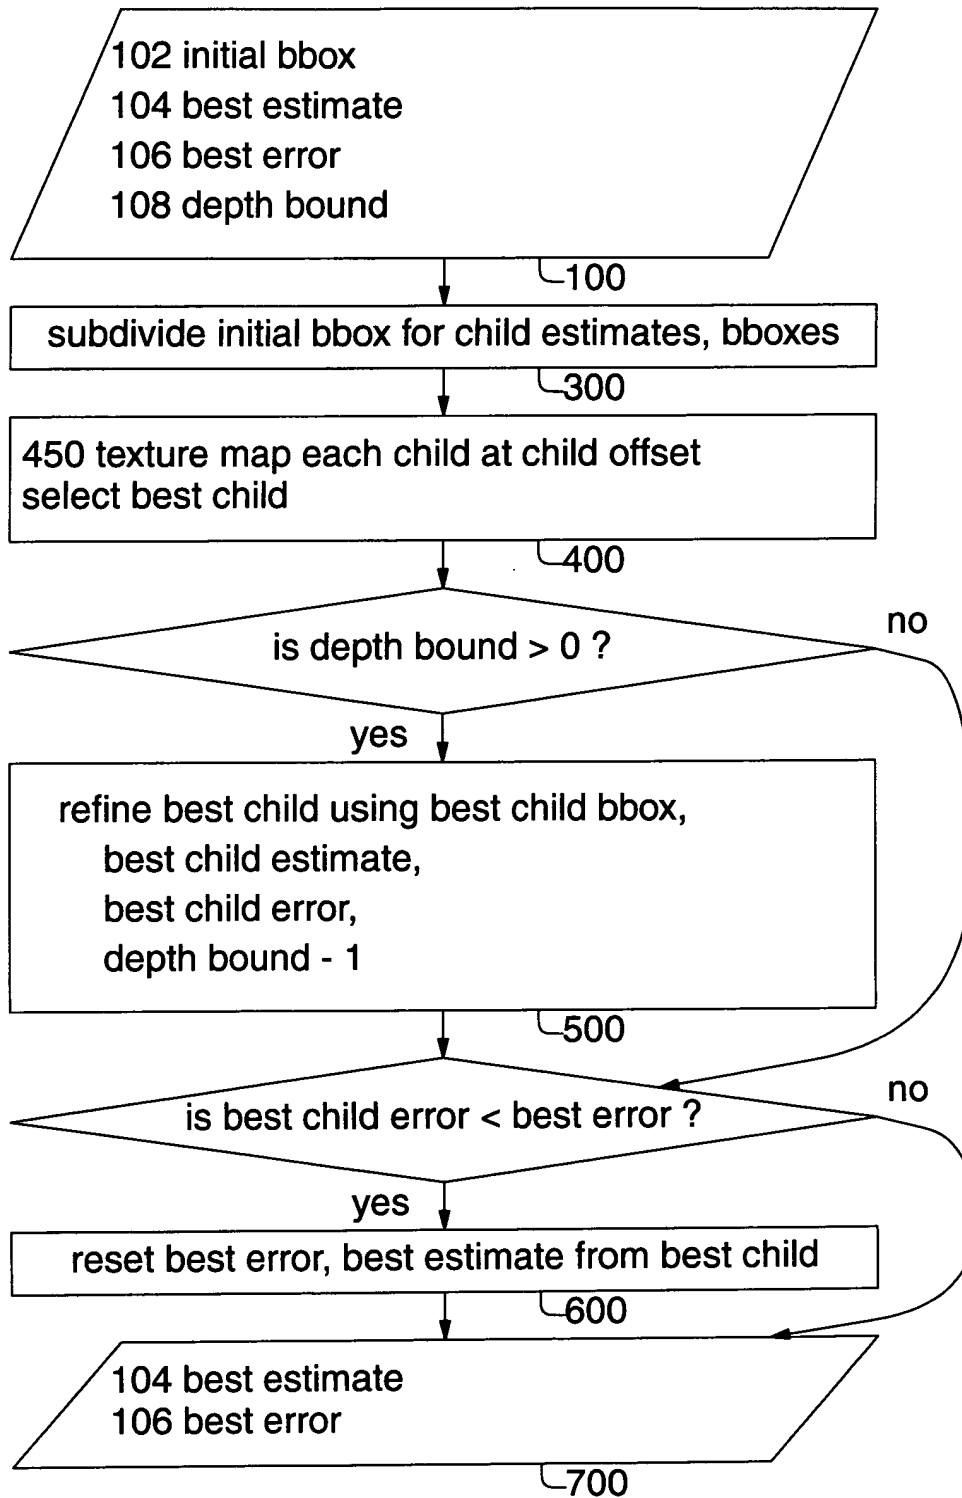 102 initial bbox
104 best estimate
106 best error
108 depth bound
100
subdivide initial bbox for child estimates, bboxes
300
450 texture map each child at child offset
select best child
400
is depth bound > 0 ?
no
yes
refine best child using best child bbox,
best child estimate,
best child error,
depth bound - 1
500
is best child error < best error ?
no
yes
reset best error, best estimate from best child
600
104 best estimate
106 best error
700